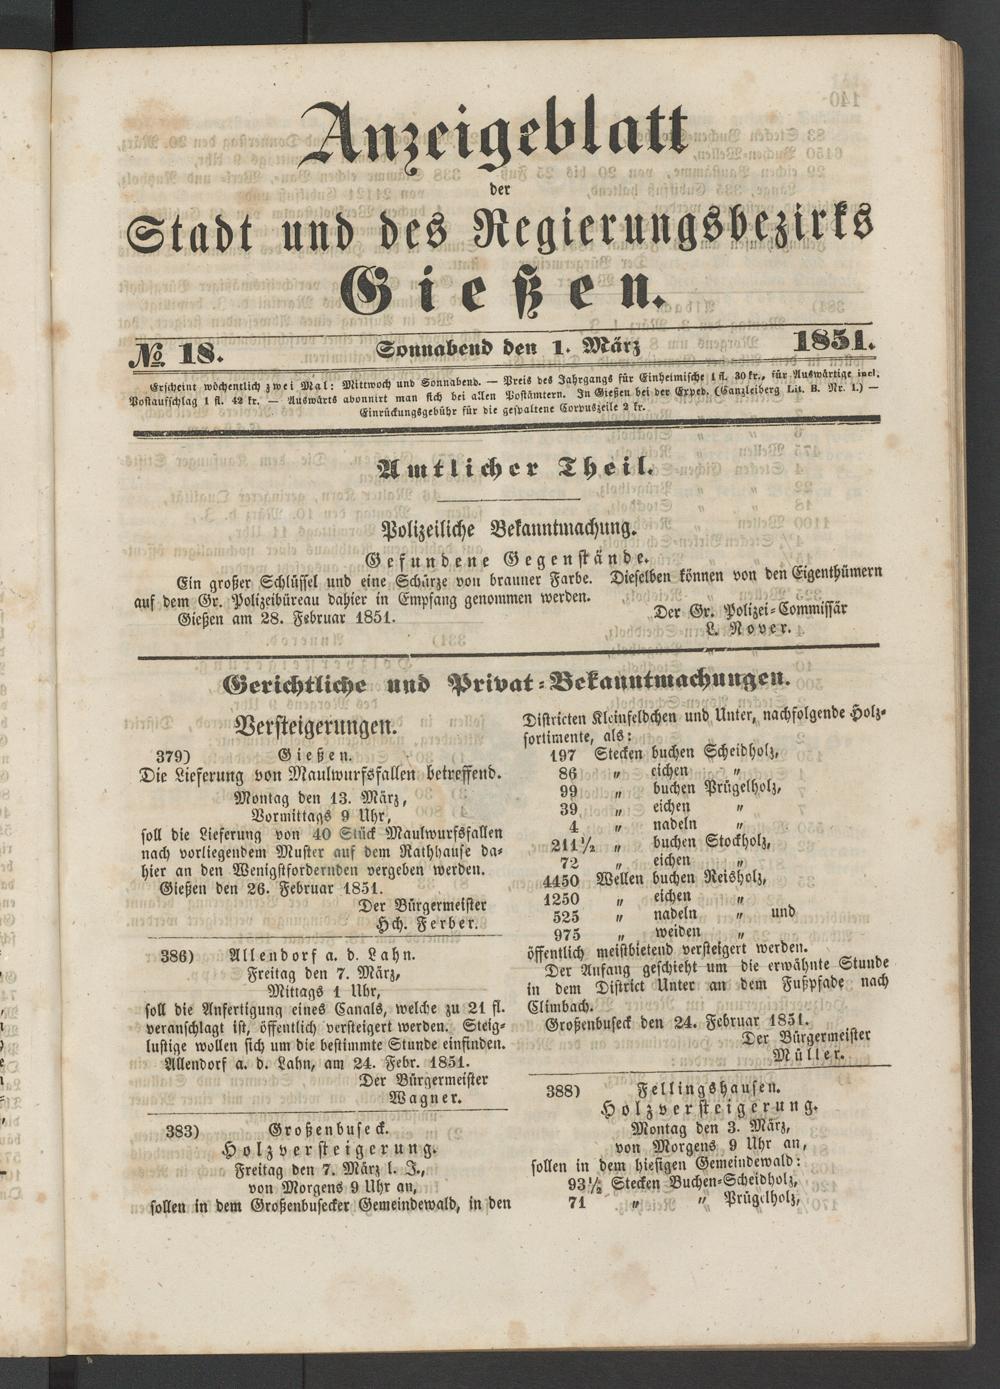 Anzeigeblatt
der
Stadt und des Regierungsbezirks
Gießen.
No. 18. Sonnabend den 1. März 1851.
Erscheint wöchentlich zwei Mal: Mittwoch und Sonnabend. — Preis des Jahrgangs für Einheimische 1 fl. 30 kr., für Auswärtige incl.
Postaufschlag 1 fl. 42 kr. — Auswärts abonnirt man sich bei allen Postämtern. In Gießen bei der Exped. (Canzleiberg Lit. B. Nr. 1.) —
Einrückungsgebühr für die gespaltene Corpuszeile 2 kr.
Amtlicher Theil.
Polizeiliche Bekanntmachung.
Gefundene Gegenstände.
Ein großer Schlüssel und eine Schürze von brauner Farbe. Dieselben können von den Eigenthümern
auf dem Gr. Polizeibüreau dahier in Empfang genommen werden.
Gießen am 28. Februar 1851.
Der Gr. Polizei-Commissär
L. Nover.
Gerichtliche und Privat-Bekanntmachungen.
Versteigerungen.
379) Gießen.
Die Lieferung von Maulwurfsfallen betreffend.
Montag den 13. März,
Vormittags 9 Uhr,
soll die Lieferung von 40 Stück Maulwurfsfallen
nach vorliegendem Muster auf dem Rathhause da-
hier an den Wenigstfordernden vergeben werden.
Gießen den 26. Februar 1851.
Der Bürgermeister
Hch. Ferber.
386) Allendorf a. d. Lahn.
Freitag den 7. März,
Mittags 1 Uhr,
soll die Anfertigung eines Canals, welche zu 21 fl.
veranschlagt ist, öffentlich versteigert werden. Steig-
lustige wollen sich um die bestimmte Stunde einfinden.
Allendorf a. d. Lahn, am 24. Febr. 1851.
Der Bürgermeister
Wagner.
383) Großenbuseck.
Holzversteigerung.
Freitag den 7. März l. J.,
von Morgens 9 Uhr an,
sollen in dem Großenbusecker Gemeindewald, in den
Districten Kleinfeldchen und Unter, nachfolgende Holz-
sortimente, als:
197 Stecken buchen Scheidholz,
86 " eichen "
99 " buchen Prügelholz,
39 " eichen "
4 " nadeln "
211½ " buchen Stockholz,
72 " eichen "
4450 Wellen buchen Reisholz,
1250 " eichen "
525 " nadeln " und
975 " weiden "
öffentlich meistbietend versteigert werden.
Der Anfang geschieht um die erwähnte Stunde
in dem District Unter an dem Fußpfade nach
Climbach.
Großenbuseck den 24. Februar 1851.
Der Bürgermeister
Müller.
388) Fellingshausen.
Holzversteigerung.
Montag den 3. März,
von Morgens 9 Uhr an,
sollen in dem hiesigen Gemeindewald:
93½ Stecken Buchen-Scheidholz,
71 " " Prügelholz,